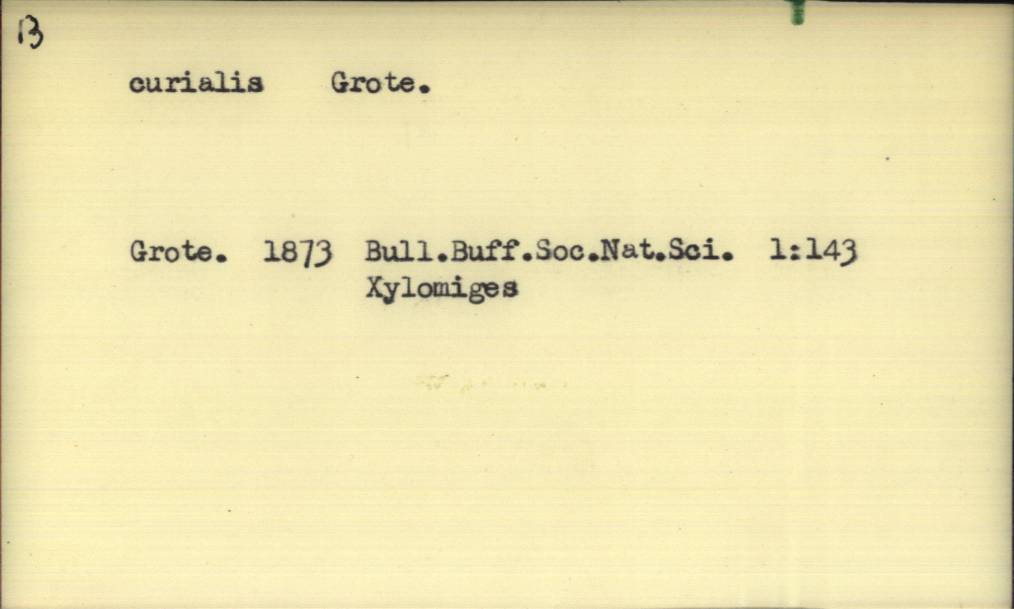 B
curialis Grote.
Grote. 1873 Bull.Buff.Soc.Nat.Sci. 1:143
Xylomiges